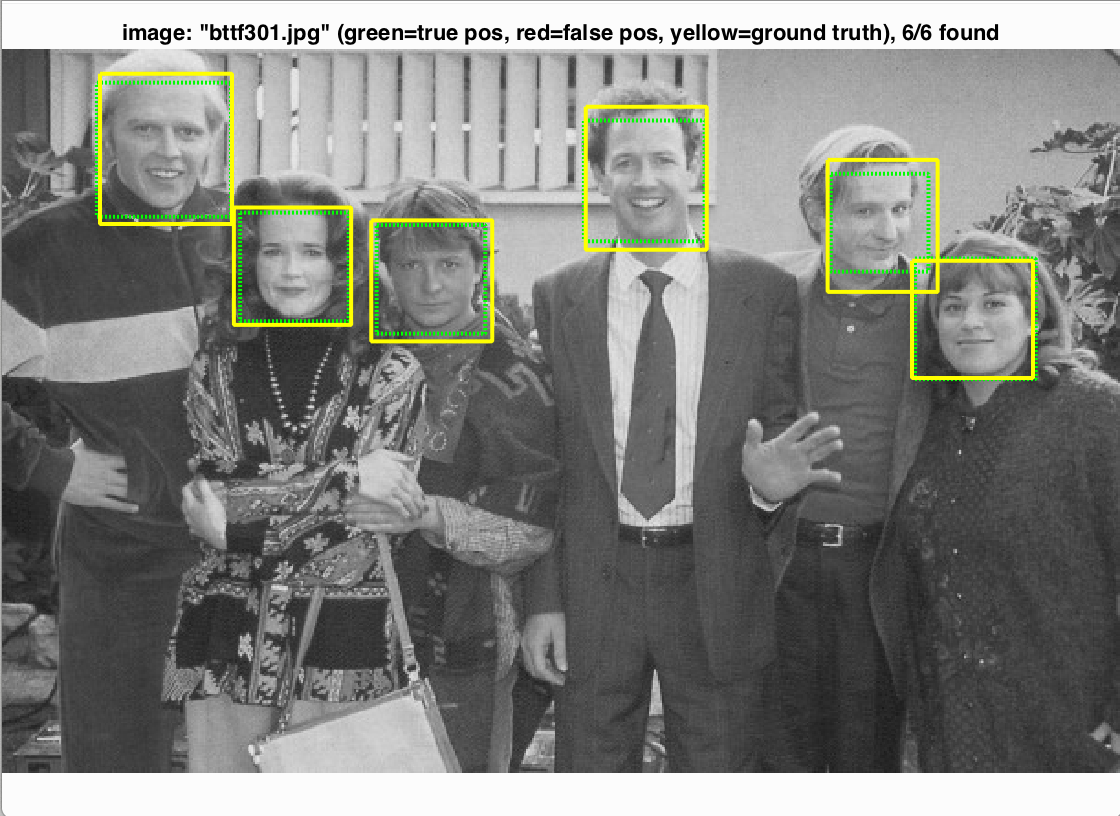 image: "bttf301.jpg" (green=true pos, red=false pos, yellow=ground truth), 6/6 found